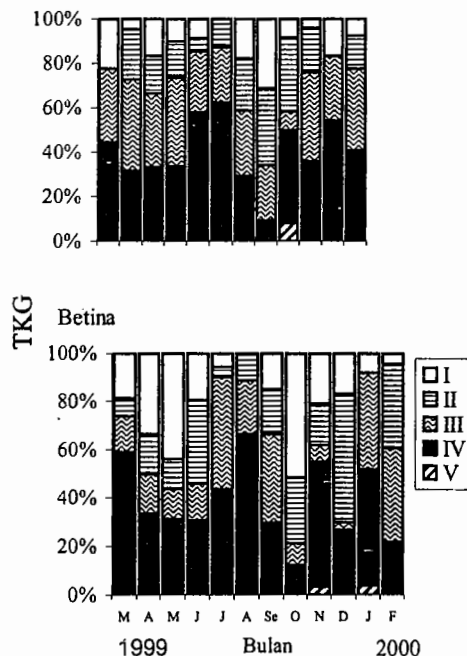 100%
80%
60%
40%
20%
0%
TKG
Betina
100%
80%
60%
40%
20%
0%
I
II
III
IV
V
M A M J J A Se O N D J F
1999 Bulan 2000